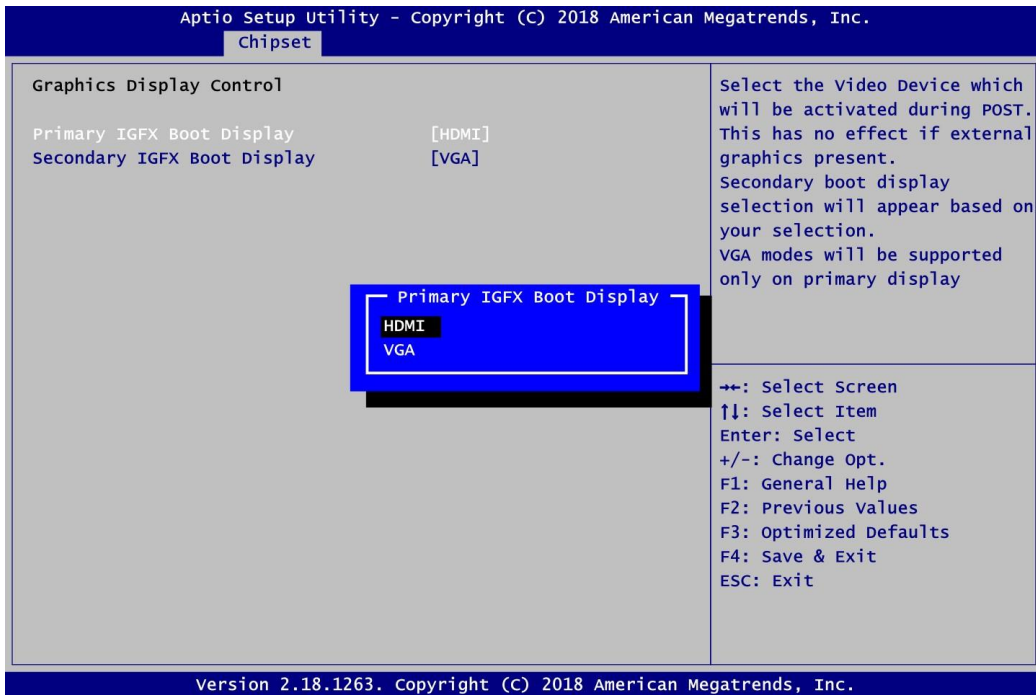 Aptio Setup Utility - Copyright (C) 2018 American Megatrends, Inc.
Chipset
Graphics Display Control
Primary IGFX Boot Display [HDMI]
Secondary IGFX Boot Display [VGA]
Primary IGFX Boot Display
HDMI
VGA
Select the Video Device which
will be activated during POST.
This has no effect if external
graphics present.
Secondary boot display
selection will appear based on
your selection.
VGA modes will be supported
only on primary display
→←: Select Screen
↑↓: Select Item
Enter: Select
+/-: Change Opt.
F1: General Help
F2: Previous Values
F3: Optimized Defaults
F4: Save & Exit
ESC: Exit
Version 2.18.1263. Copyright (C) 2018 American Megatrends, Inc.